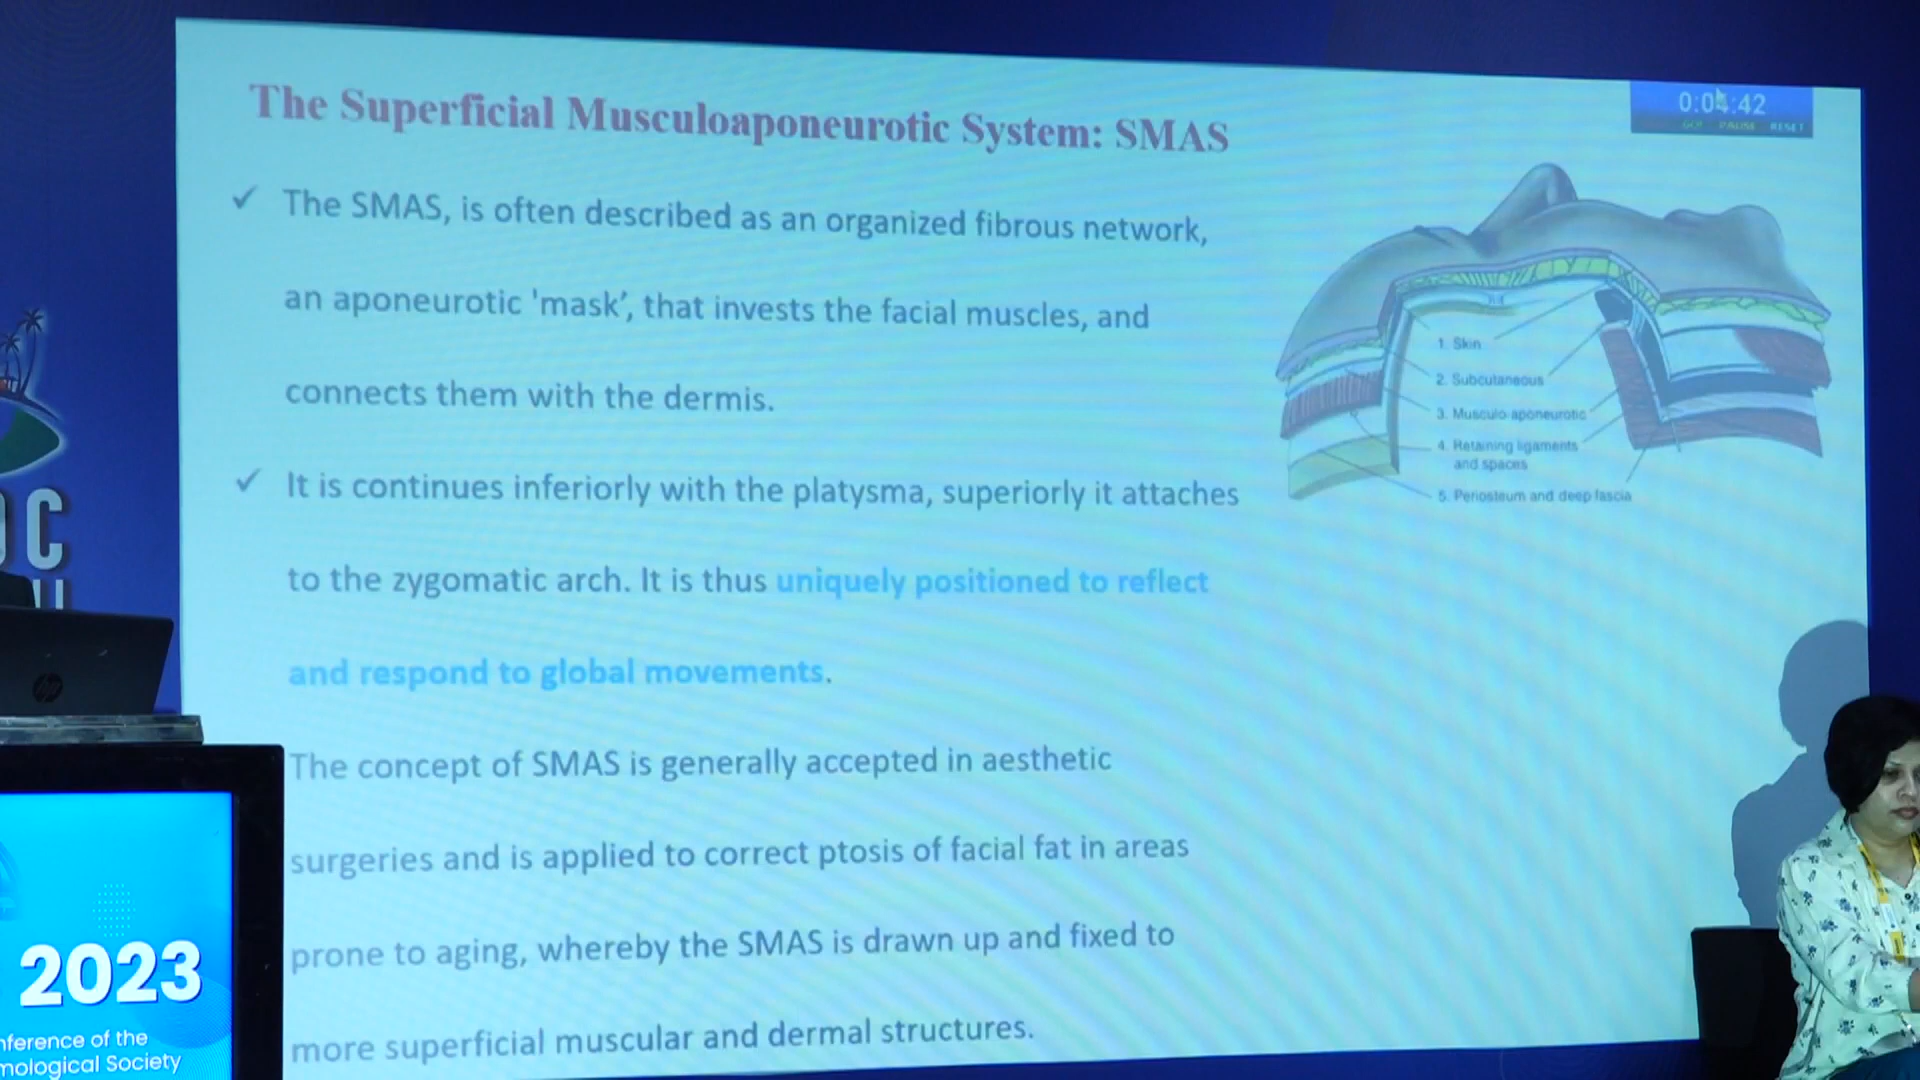 The Superficial Musculoaponeurotic System: SMAS
0:04:42
GO! PAUSE RESET
✓ The SMAS, is often described as an organized fibrous network,
an aponeurotic 'mask’, that invests the facial muscles, and
connects them with the dermis.
✓ It is continues inferiorly with the platysma, superiorly it attaches
to the zygomatic arch. It is thus uniquely positioned to reflect
and respond to global movements.
The concept of SMAS is generally accepted in aesthetic
surgeries and is applied to correct ptosis of facial fat in areas
prone to aging, whereby the SMAS is drawn up and fixed to
more superficial muscular and dermal structures.
1. Skin
2. Subcutaneous
3. Musculo aponeurotic
4. Retaining ligaments
and spaces
5. Periosteum and deep fascia
hp
2023
nference of the
mological Society